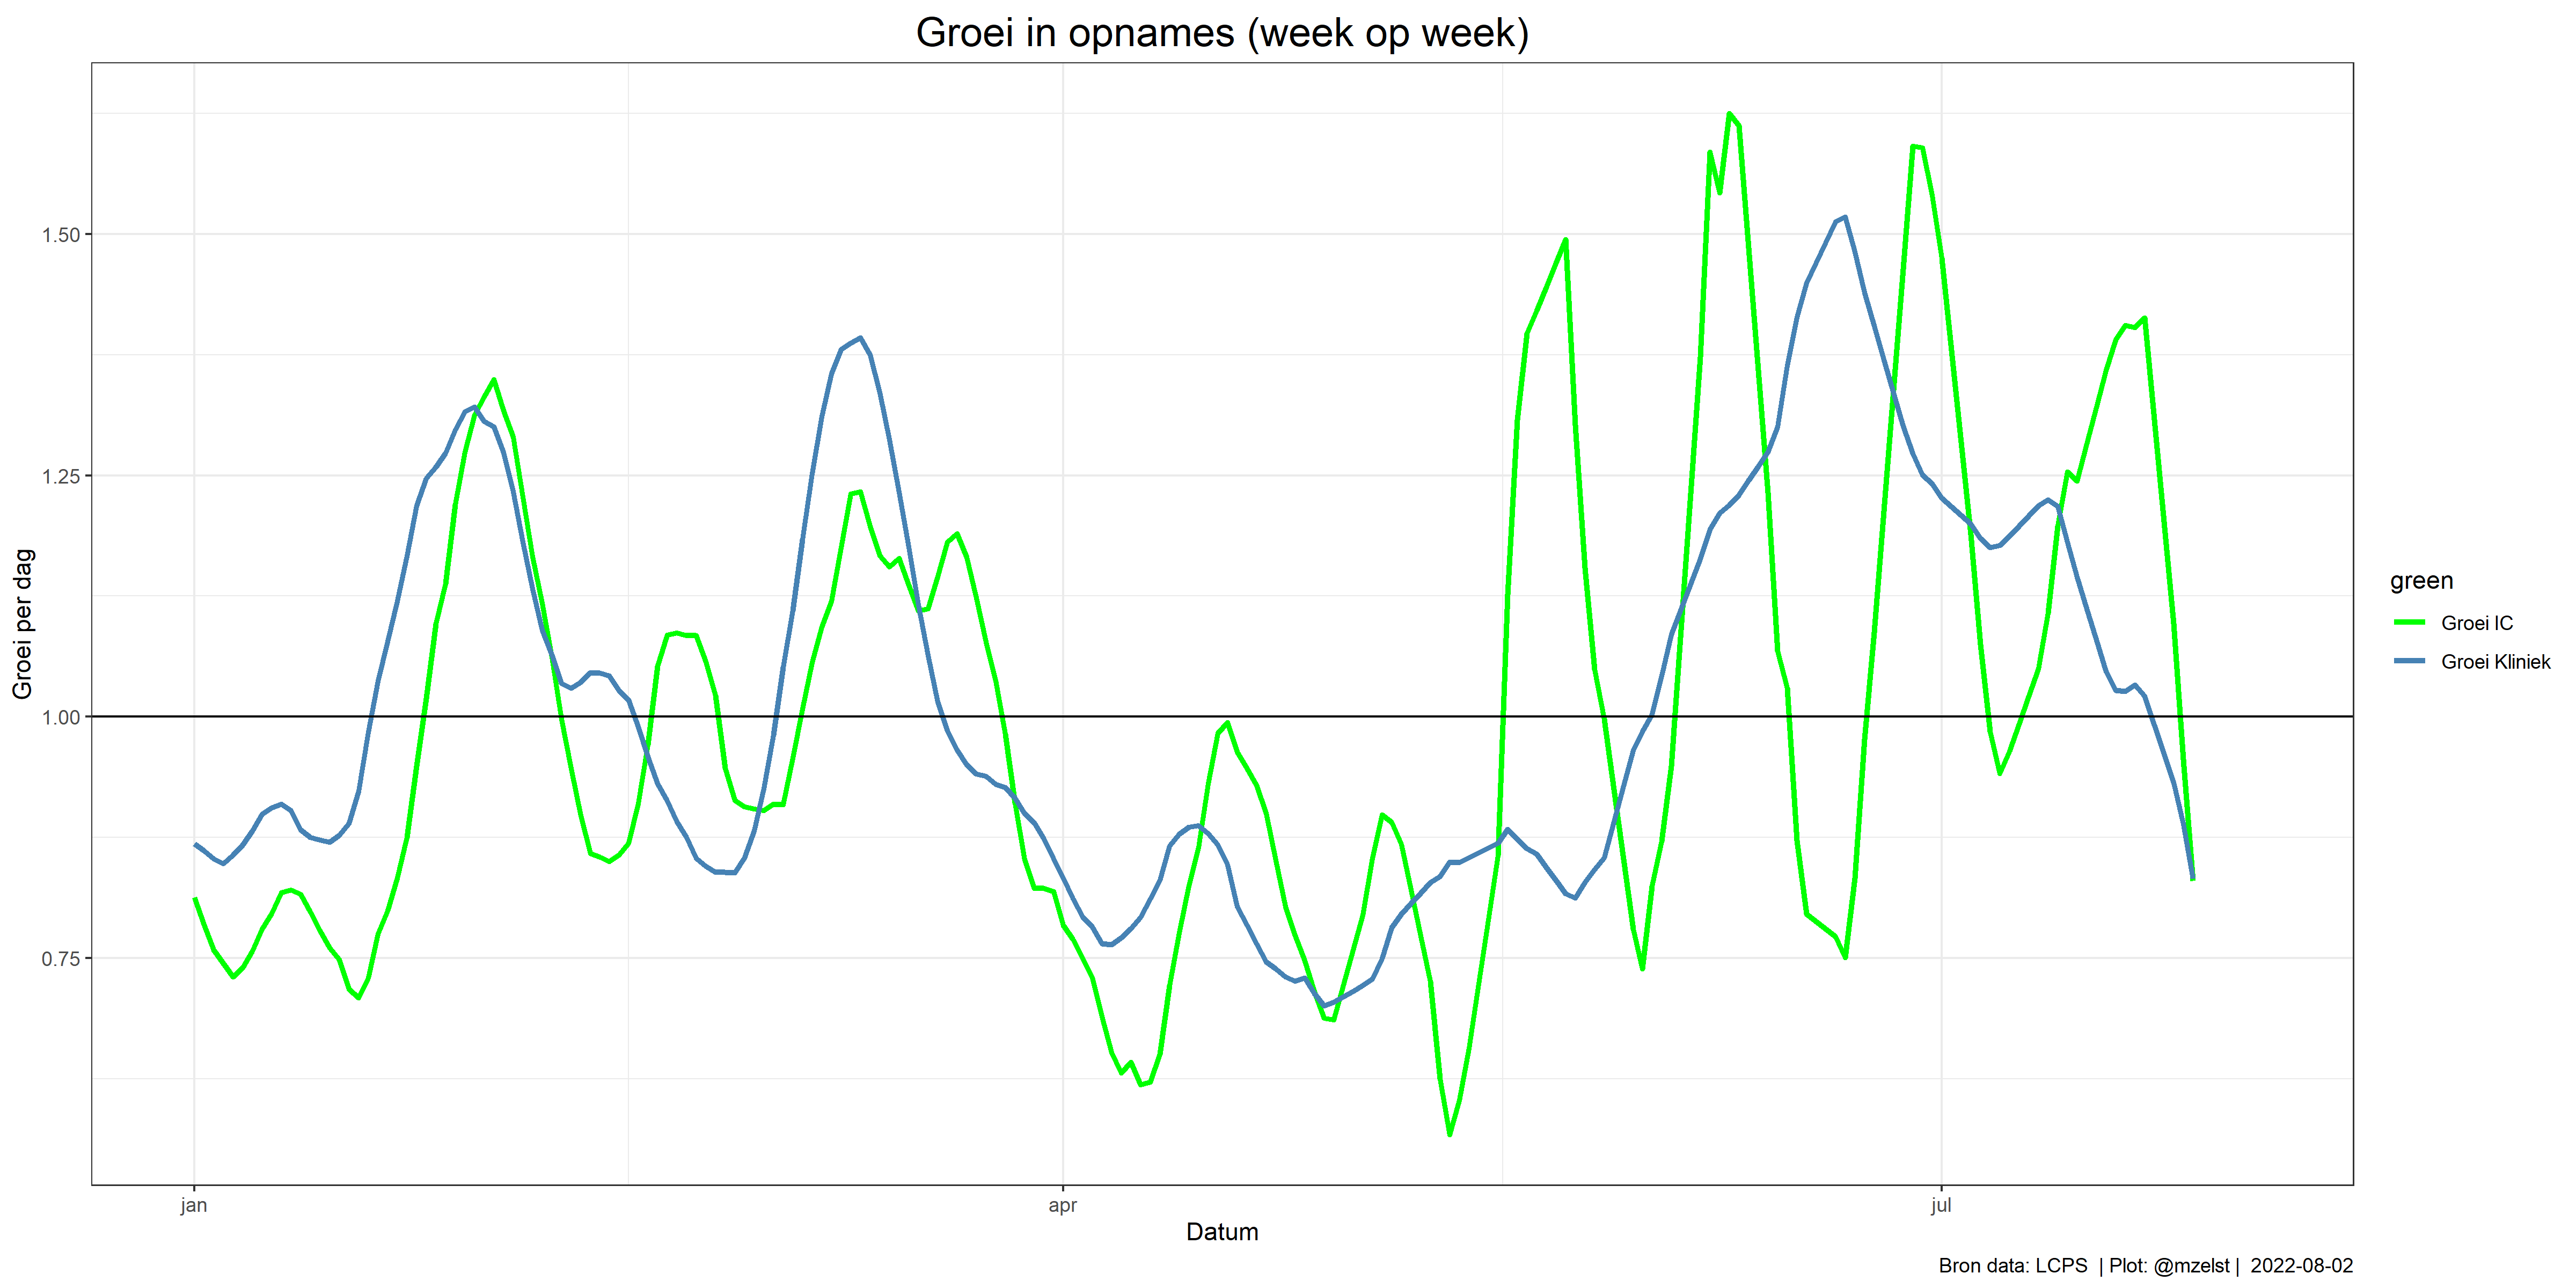 Groei in opnames (week op week)
Groei per dag
1.50
1.25
1.00
0.75
jan
apr
jul
Datum
green
Groei IC
Groei Kliniek
Bron data: LCPS | Plot: @mzelst | 2022-08-02